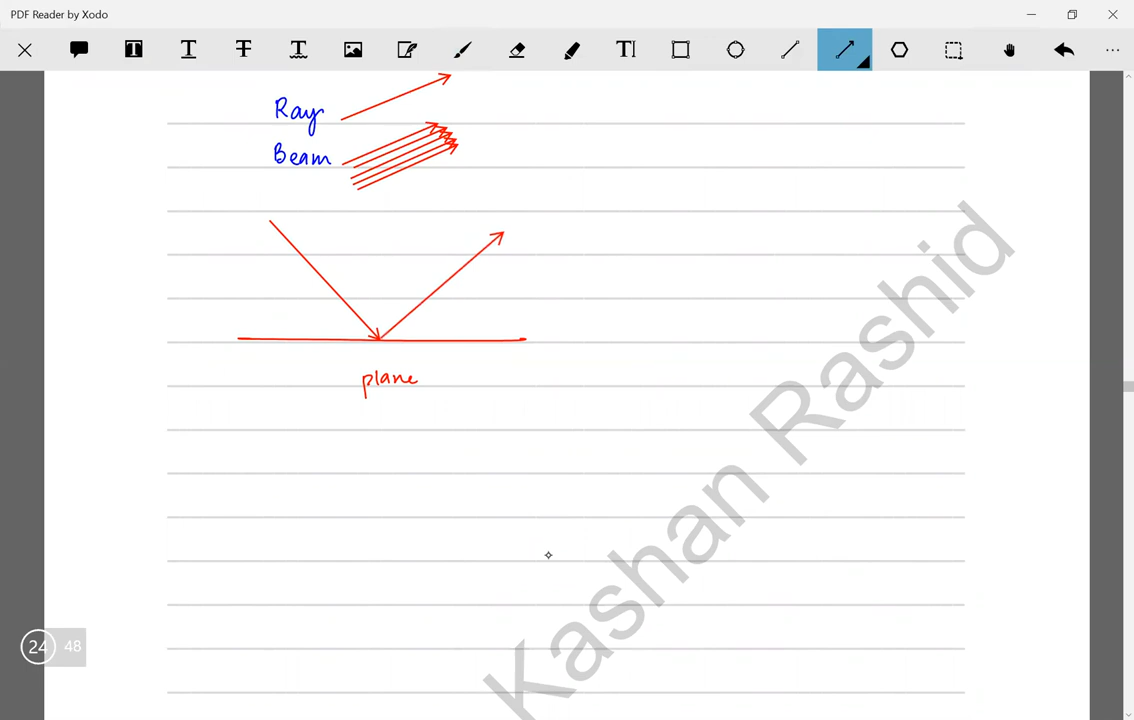 PDF Reader by Xodo
Ray
Beam
plane
Kashan Rashid
24 48